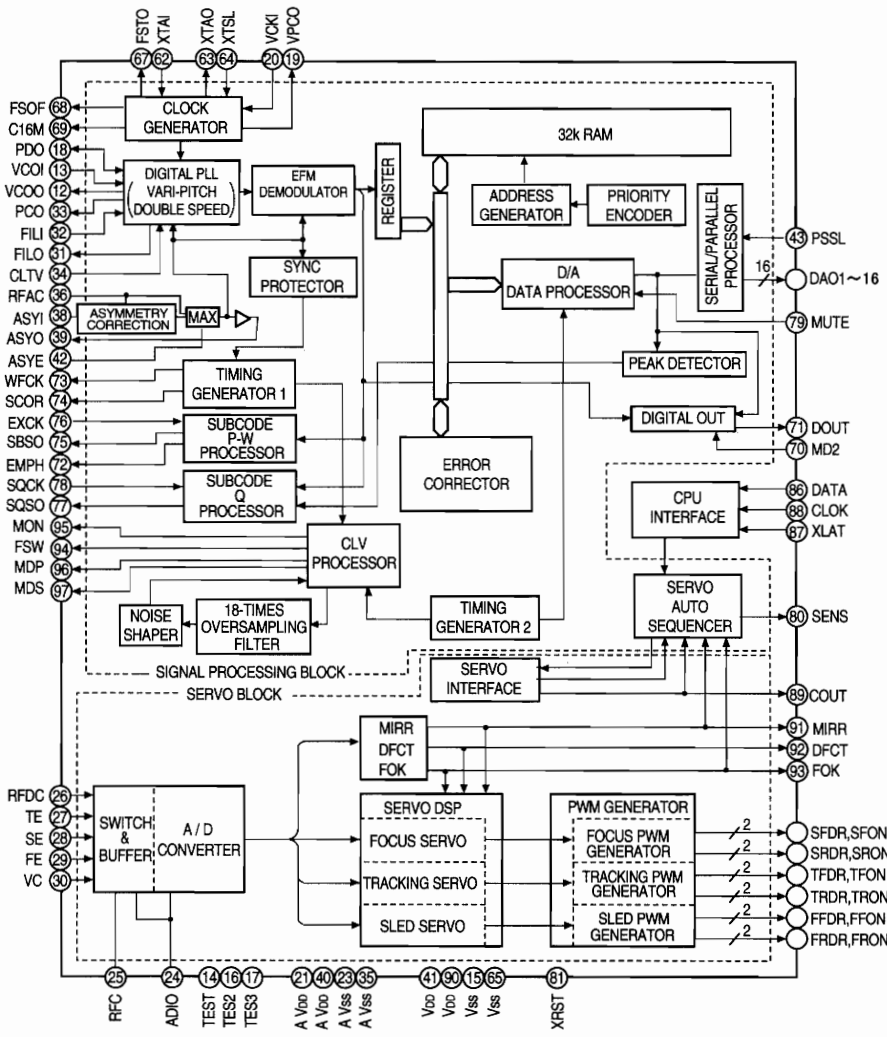 FSTO
XTAI
XTAO
XTSL
VCKI
VPCO
67
62
63
64
20
19
FSOF 68
C16M 69
PDO 18
VCOI 13
VCOO 12
PCO 33
FILI 32
FILO 31
CLTV 34
RFAC 36
ASYI 38
ASYO 39
ASYE 42
WFCK 73
SCOR 74
EXCK 76
SBSO 75
EMPH 72
SQCK 78
SQSO 77
MON 95
FSW 94
MDP 96
MDS 97
CLOCK
GENERATOR
DIGITAL PLL
VARI-PITCH
(DOUBLE SPEED)
EFM
DEMODULATOR
REGISTER
32k RAM
ADDRESS
GENERATOR
PRIORITY
ENCODER
SERIAL/PARALLEL
PROCESSOR
SYNC
PROTECTOR
D/A
DATA PROCESSOR
ASYMMETRY
CORRECTION
MAX
TIMING
GENERATOR 1
PEAK DETECTOR
DIGITAL OUT
SUBCODE
P-W
PROCESSOR
SUBCODE
Q
PROCESSOR
ERROR
CORRECTOR
CPU
INTERFACE
CLV
PROCESSOR
NOISE
SHAPER
18-TIMES
OVERSAMPLING
FILTER
TIMING
GENERATOR 2
SERVO
AUTO
SEQUENCER
SIGNAL PROCESSING BLOCK
SERVO BLOCK
SERVO
INTERFACE
43 PSSL
16
DAO1~16
79 MUTE
71 DOUT
70 MD2
86 DATA
88 CLOK
87 XLAT
80 SENS
89 COUT
91 MIRR
92 DFCT
93 FOK
MIRR
DFCT
FOK
RFDC 26
TE 27
SE 28
FE 29
VC 30
SWITCH
&
BUFFER
A / D
CONVERTER
SERVO DSP
FOCUS SERVO
TRACKING SERVO
SLED SERVO
PWM GENERATOR
FOCUS PWM
GENERATOR
TRACKING PWM
GENERATOR
SLED PWM
GENERATOR
2 SFDR,SFON
2 SRDR,SRON
2 TFDR,TFON
2 TRDR,TRON
2 FFDR,FFON
2 FRDR,FRON
25
24
14
16
17
21
40
23
35
41
90
15
65
81
RFC
ADIO
TEST
TES2
TES3
A VDD
A VDD
A VSS
A VSS
VDD
VDD
VSS
VSS
XRST